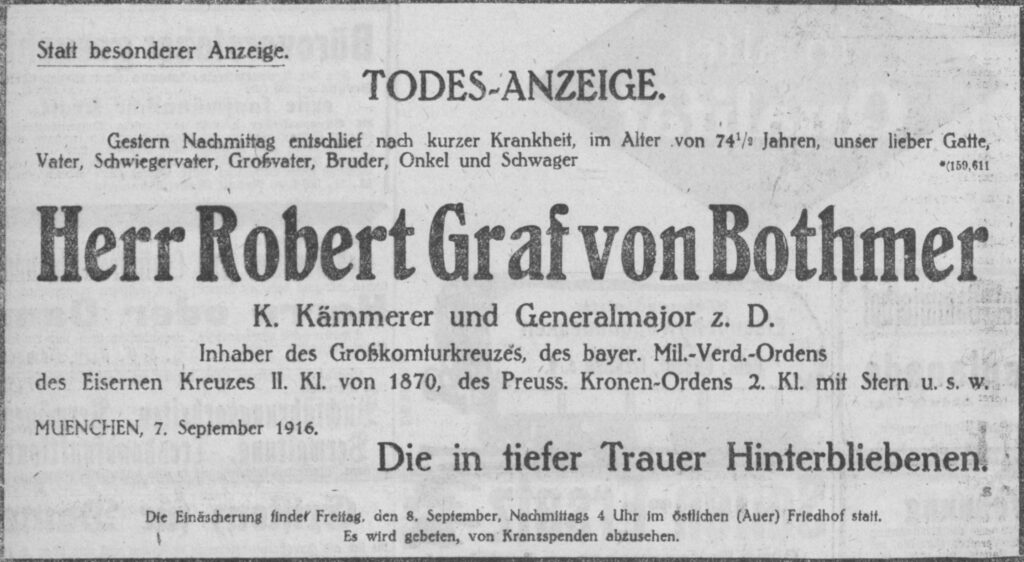 Statt besonderer Anzeige.
TODES-ANZEIGE.
Gestern Nachmittag entschlief nach kurzer Krankheit, im Alter von 74½ Jahren, unser lieber Gatte,
Vater, Schwiegervater, Großvater, Bruder, Onkel und Schwager *(159,611
Herr Robert Graf von Bothmer
K. Kämmerer und Generalmajor z. D.
Inhaber des Großkomturkreuzes, des bayer. Mil.-Verd.-Ordens
des Eisernen Kreuzes II. Kl. von 1870, des Preuss. Kronen-Ordens 2. Kl. mit Stern u. s. w.
MUENCHEN, 7. September 1916.
Die in tiefer Trauer Hinterbliebenen.
Die Einäscherung findet Freitag, den 8. September, Nachmittags 4 Uhr im östlichen (Auer) Friedhof statt.
Es wird gebeten, von Kranzspenden abzusehen.